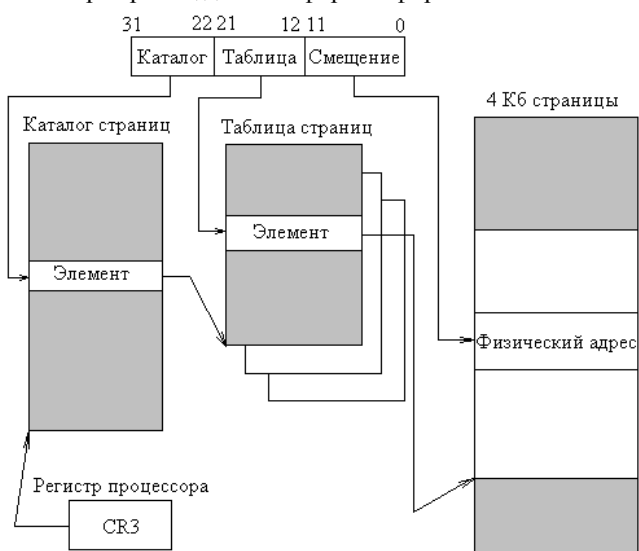 31 22 21 12 11 0
Каталог Таблица Смещение
4 Кб страницы
Каталог страниц
Таблица страниц
Элемент
Элемент
Физический адрес
Регистр процессора
CR3